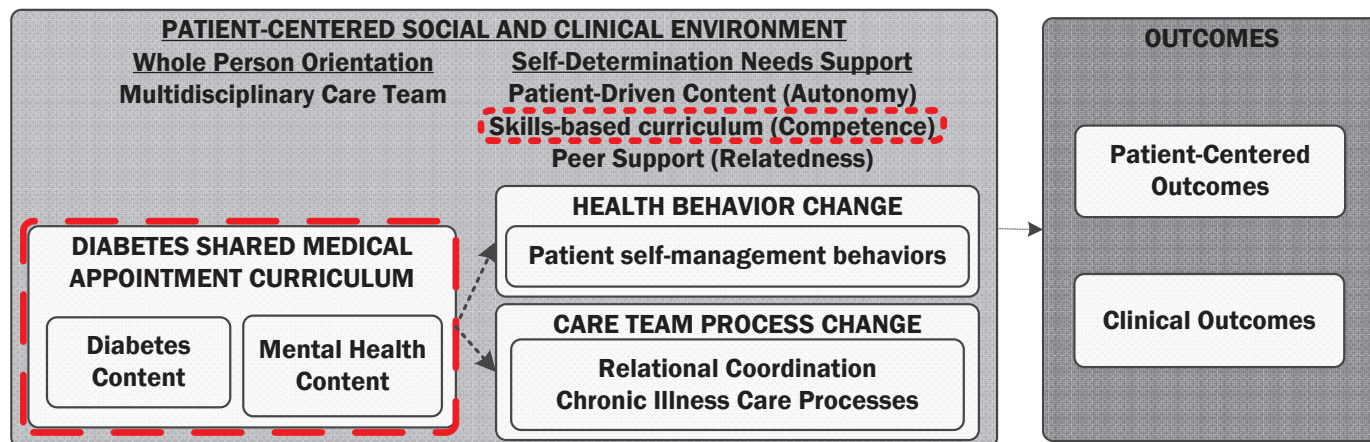 PATIENT-CENTERED SOCIAL AND CLINICAL ENVIRONMENT
Whole Person Orientation
Multidisciplinary Care Team
Self-Determination Needs Support
Patient-Driven Content (Autonomy)
Skills-based curriculum (Competence)
Peer Support (Relatedness)
DIABETES SHARED MEDICAL
APPOINTMENT CURRICULUM
Diabetes
Content
Mental Health
Content
HEALTH BEHAVIOR CHANGE
Patient self-management behaviors
CARE TEAM PROCESS CHANGE
Relational Coordination
Chronic Illness Care Processes
OUTCOMES
Patient-Centered
Outcomes
Clinical Outcomes